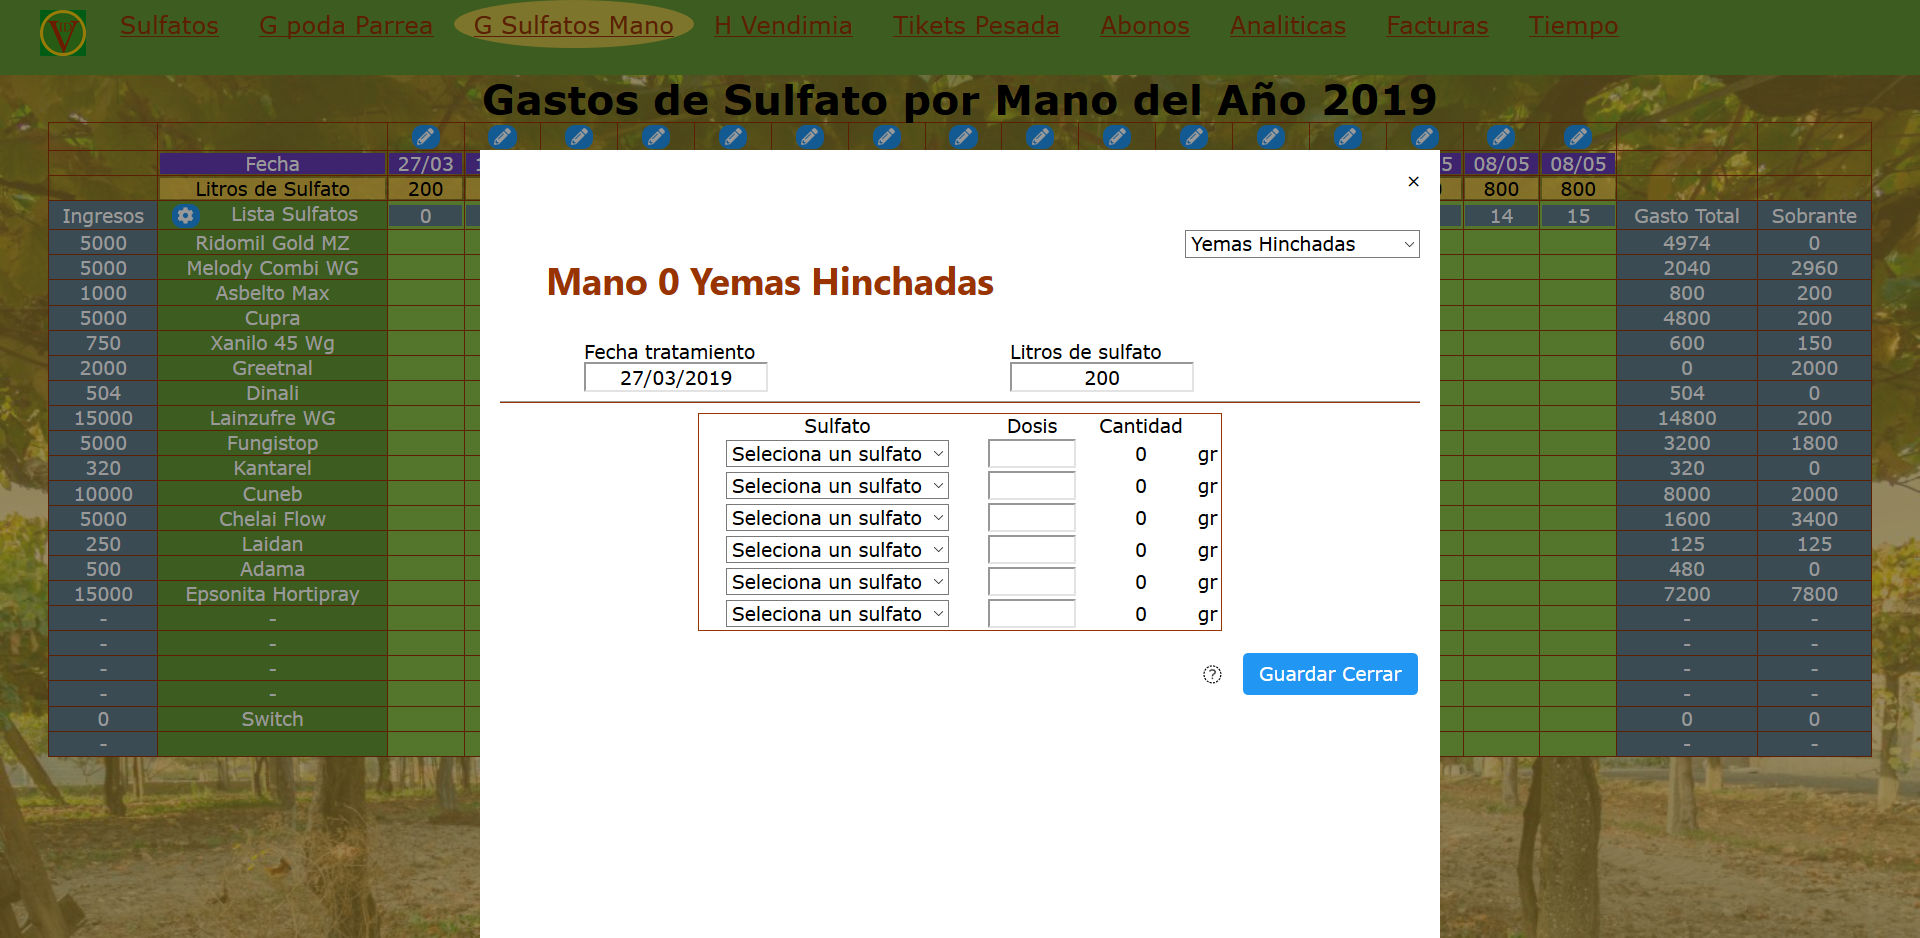 V
Sulfatos G poda Parrea G Sulfatos Mano H Vendimia Tikets Pesada Abonos Analiticas Facturas Tiempo
Gastos de Sulfato por Mano del Año 2019
Fecha 27/03 1 5 08/05 08/05
Litros de Sulfato 200 800 800
Ingresos Lista Sulfatos 0 14 15 Gasto Total Sobrante
5000 Ridomil Gold MZ 4974 0
5000 Melody Combi WG 2040 2960
1000 Asbelto Max 800 200
5000 Cupra 4800 200
750 Xanilo 45 Wg 600 150
2000 Greetnal 0 2000
504 Dinali 504 0
15000 Lainzufre WG 14800 200
5000 Fungistop 3200 1800
320 Kantarel 320 0
10000 Cuneb 8000 2000
5000 Chelai Flow 1600 3400
250 Laidan 125 125
500 Adama 480 0
15000 Epsonita Hortipray 7200 7800
- - - -
- - - -
- - - -
- - - -
0 Switch 0 0
- - -
×
Yemas Hinchadas
Mano 0 Yemas Hinchadas
Fecha tratamiento Litros de sulfato
27/03/2019 200
Sulfato Dosis Cantidad
Seleciona un sulfato 0 gr
Seleciona un sulfato 0 gr
Seleciona un sulfato 0 gr
Seleciona un sulfato 0 gr
Seleciona un sulfato 0 gr
Seleciona un sulfato 0 gr
? Guardar Cerrar